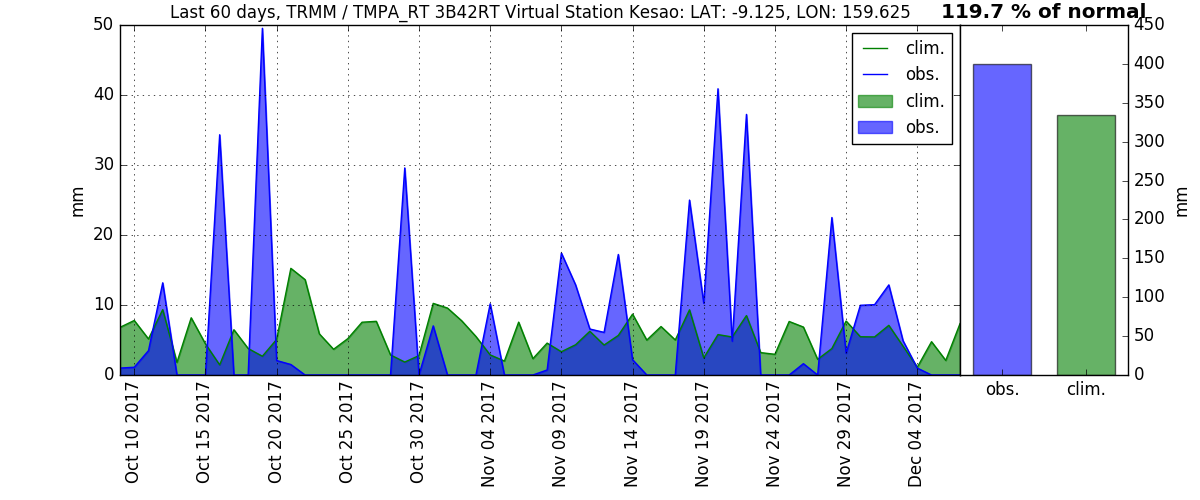 Last 60 days, TRMM / TMPA_RT 3B42RT Virtual Station Kesao: LAT: -9.125, LON: 159.625
119.7 % of normal
50
40
30
20
10
0
mm
clim.
obs.
clim.
obs.
450
400
350
300
250
200
150
100
50
0
mm
obs.
clim.
Oct 10 2017
Oct 15 2017
Oct 20 2017
Oct 25 2017
Oct 30 2017
Nov 04 2017
Nov 09 2017
Nov 14 2017
Nov 19 2017
Nov 24 2017
Nov 29 2017
Dec 04 2017